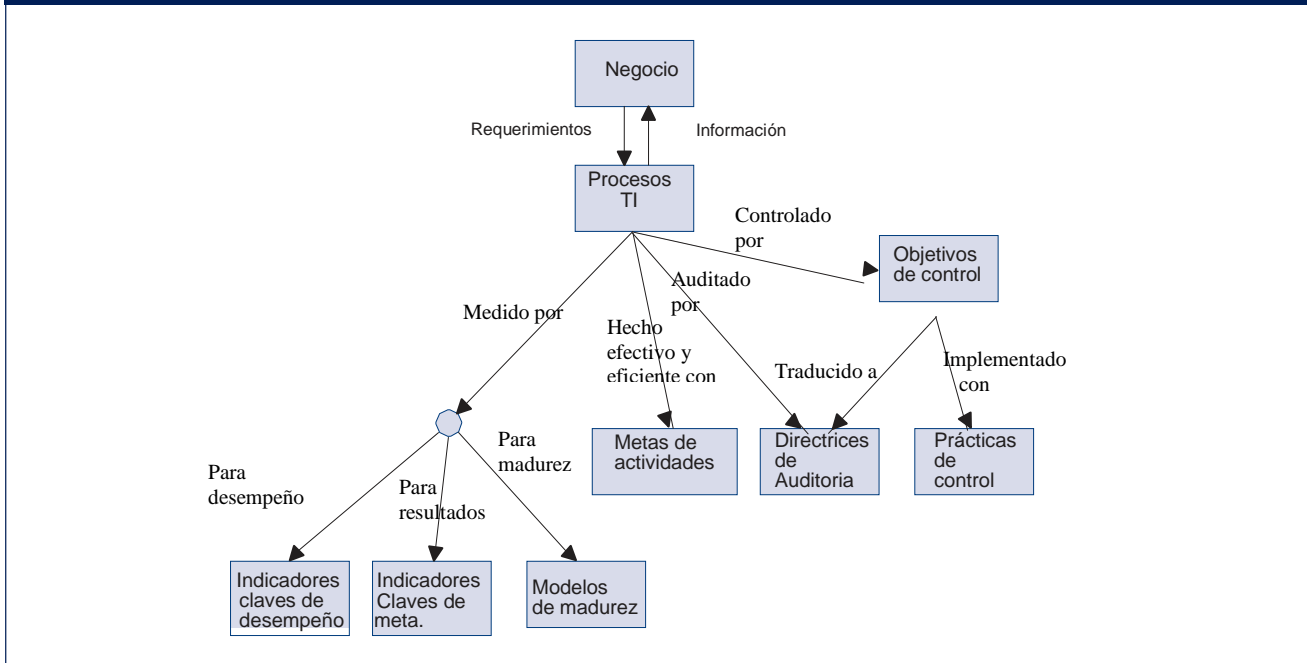 Negocio
Requerimientos
Información
Procesos
TI
Controlado
por
Objetivos
de control
Auditado
por
Medido por
Hecho
efectivo y
eficiente con
Traducido a
Implementado
con
Metas de
actividades
Directrices
de
Auditoria
Prácticas
de
control
Para
madurez
Para
desempeño
Para
resultados
Indicadores
claves de
desempeño
Indicadores
Claves de
meta.
Modelos
de madurez